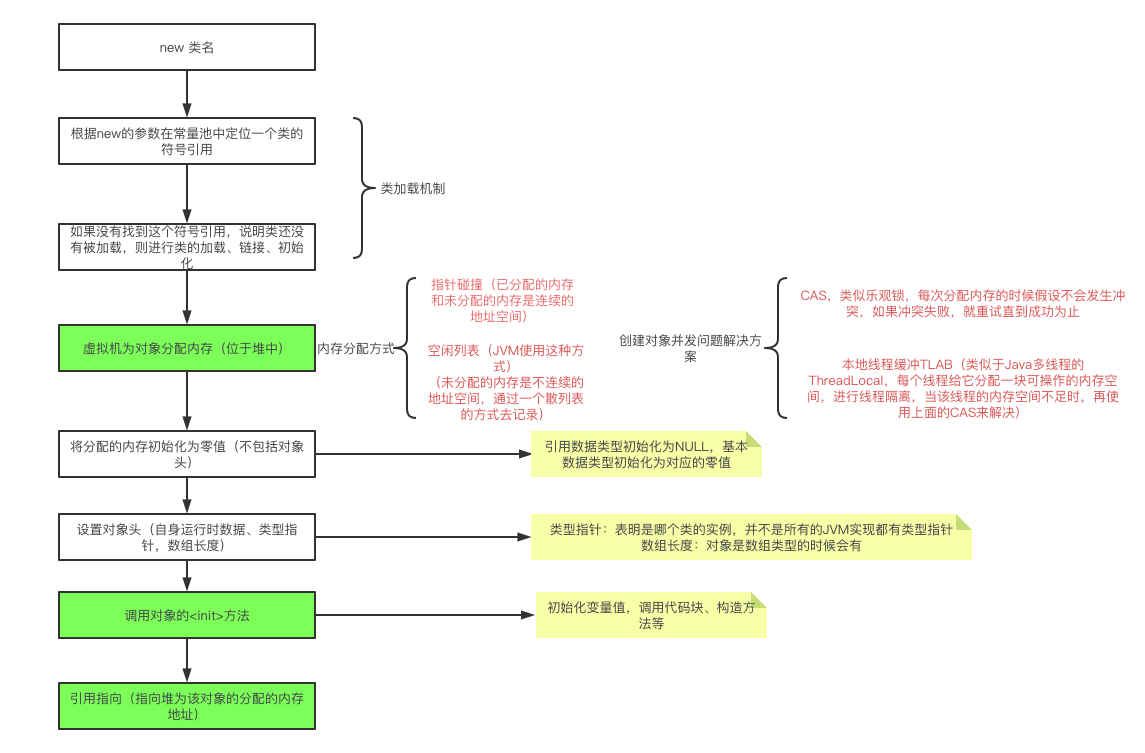 new 类名
根据new的参数在常量池中定位一个类的
符号引用
类加载机制
如果没有找到这个符号引用，说明类还没
有被加载，则进行类的加载、链接、初始
化
指针碰撞（已分配的内存
和未分配的内存是连续的
地址空间）
空闲列表（JVM使用这种方
式）
（未分配的内存是不连续的
地址空间，通过一个散列表
的方式去记录）
虚拟机为对象分配内存（位于堆中）
内存分配方式
创建对象并发问题解决方
案
CAS，类似乐观锁，每次分配内存的时候假设不会发生冲
突，如果冲突失败，就重试直到成功为止
本地线程缓冲TLAB（类似于Java多线程的
ThreadLocal，每个线程给它分配一块可操作的内存空
间，进行线程隔离，当该线程的内存空间不足时，再使
用上面的CAS来解决）
将分配的内存初始化为零值（不包括对象
头）
引用数据类型初始化为NULL，基本
数据类型初始化为对应的零值
设置对象头（自身运行时数据、类型指
针，数组长度）
类型指针：表明是哪个类的实例，并不是所有的JVM实现都有类型指针
数组长度：对象是数组类型的时候会有
调用对象的<init>方法
初始化变量值，调用代码块、构造方
法等
引用指向（指向堆为该对象的分配的内存
地址）